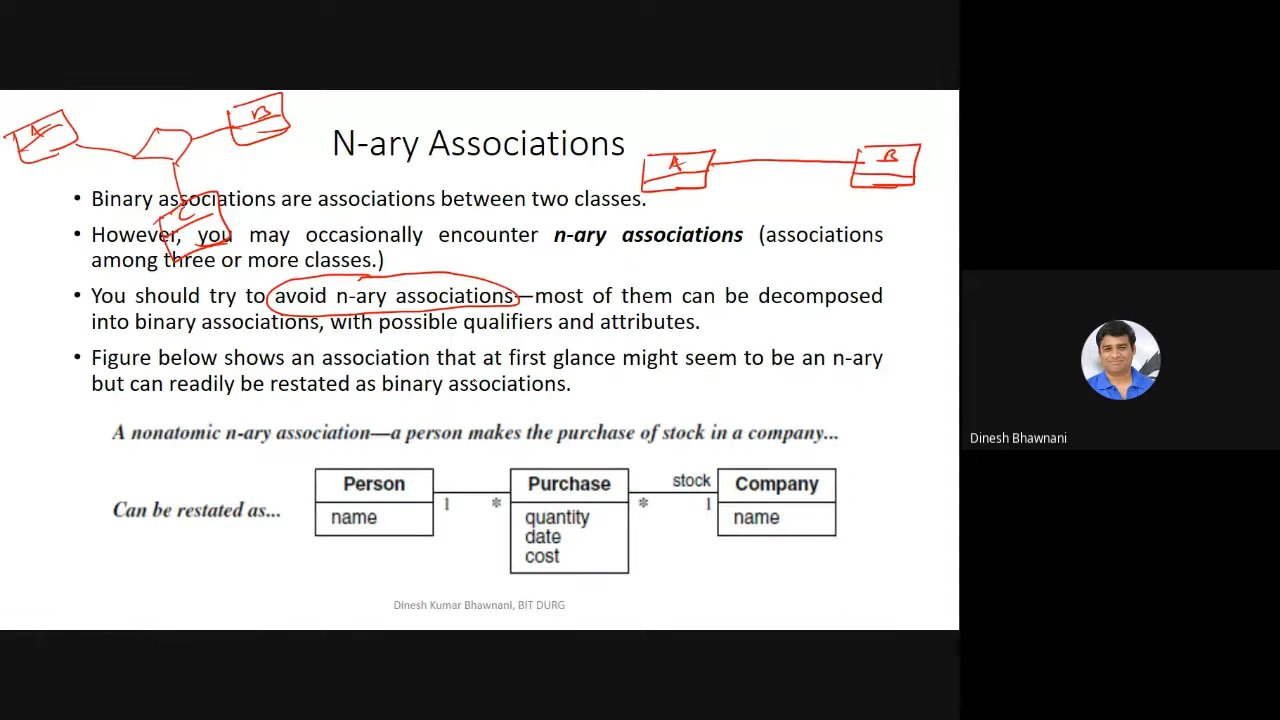 A
B
N-ary Associations
A
B
• Binary associations are associations between two classes.
C
• However, you may occasionally encounter n-ary associations (associations
among three or more classes.)
• You should try to avoid n-ary associations—most of them can be decomposed
into binary associations, with possible qualifiers and attributes.
• Figure below shows an association that at first glance might seem to be an n-ary
but can readily be restated as binary associations.
A nonatomic n-ary association—a person makes the purchase of stock in a company...
Can be restated as...
Person
name
1
*
Purchase
quantity
date
cost
*
stock
1
Company
name
Dinesh Kumar Bhawnani, BIT DURG
Dinesh Bhawnani